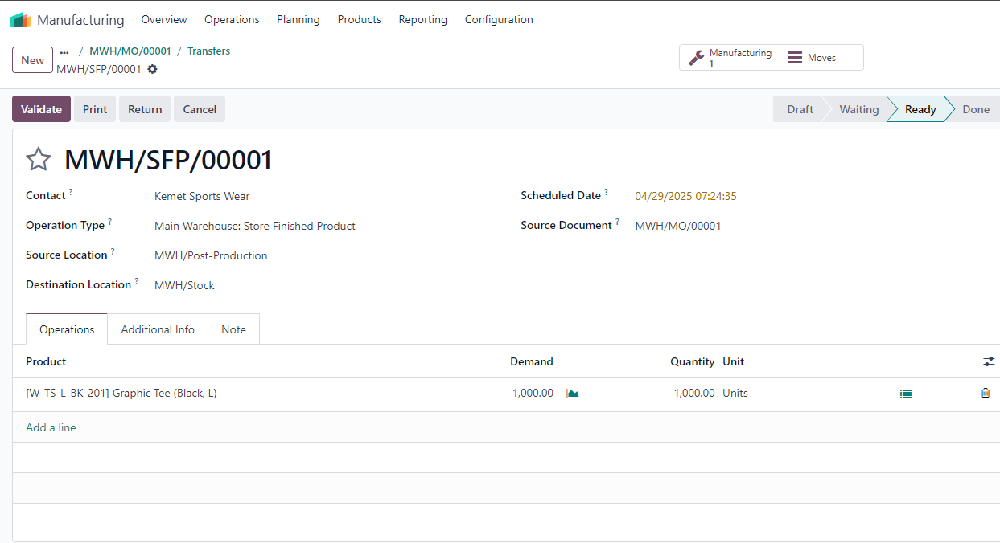 Manufacturing Overview Operations Planning Products Reporting Configuration
New ... / MWH/MO/00001 / Transfers
MWH/SFP/00001
Manufacturing
1
Moves
Validate Print Return Cancel Draft Waiting Ready Done
MWH/SFP/00001
Contact ? Kemet Sports Wear Scheduled Date ? 04/29/2025 07:24:35
Operation Type ? Main Warehouse: Store Finished Product Source Document ? MWH/MO/00001
Source Location ? MWH/Post-Production
Destination Location ? MWH/Stock
Operations Additional Info Note
Product Demand Quantity Unit
[W-TS-L-BK-201] Graphic Tee (Black, L) 1,000.00 1,000.00 Units
Add a line